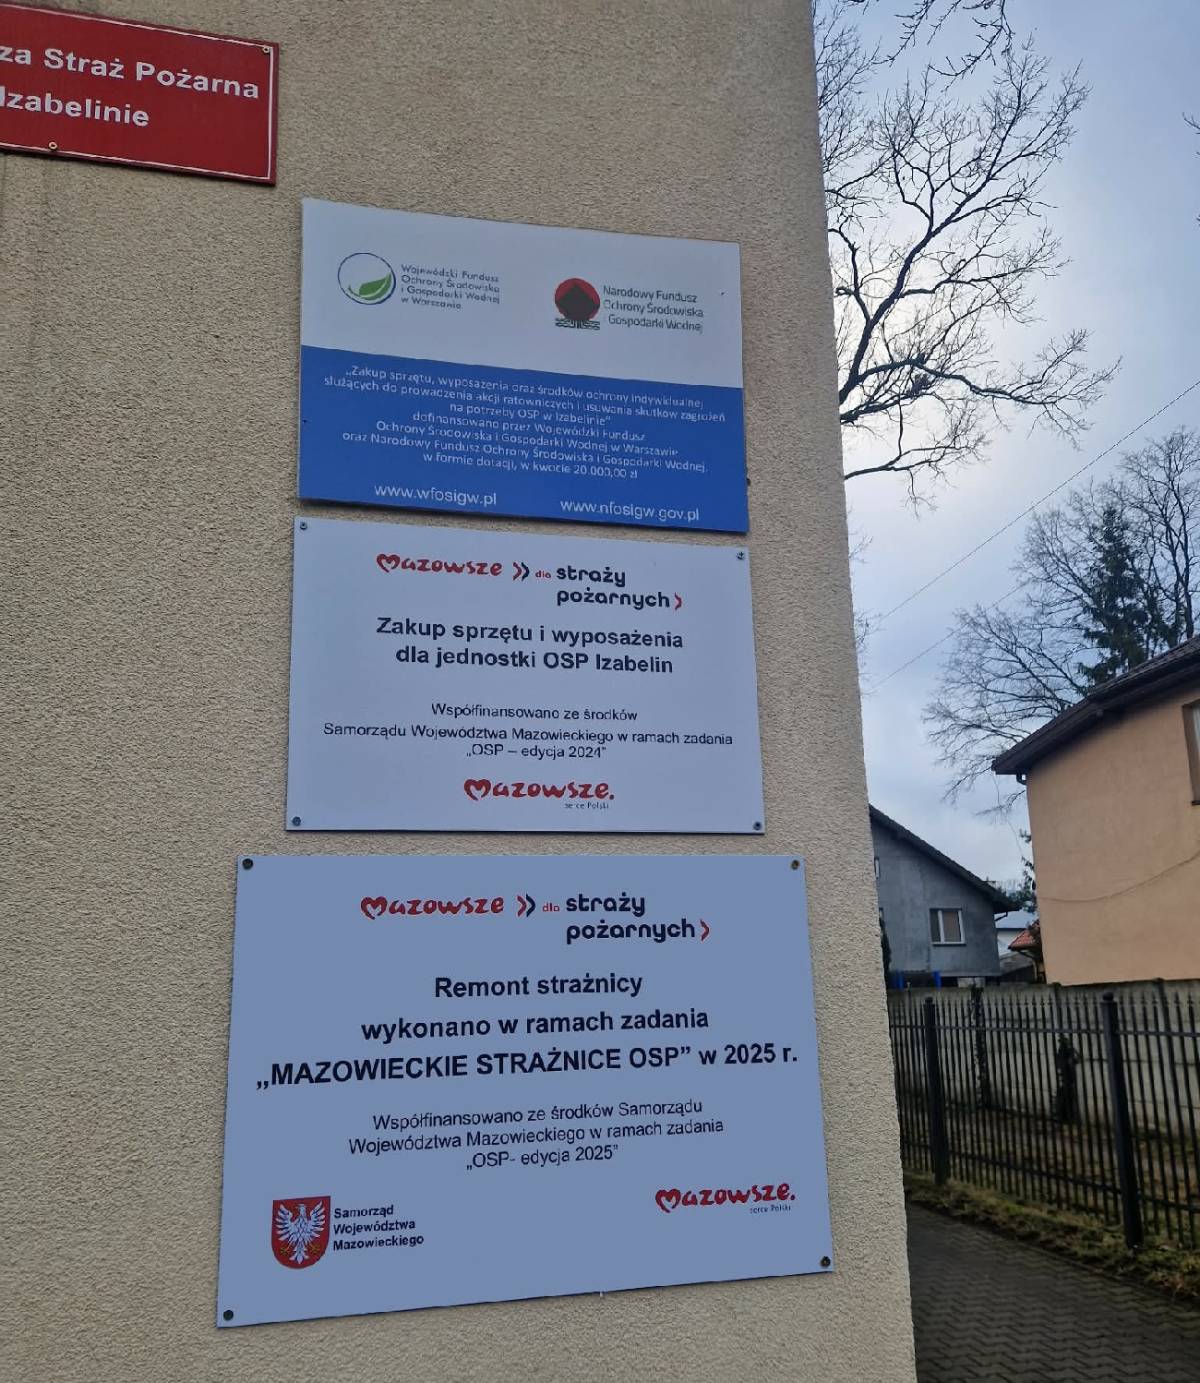 za Straż Pożarna
Izabelinie
Wojewódzki Fundusz
Ochrony Środowiska
i Gospodarki Wodnej
w Warszawie
Narodowy Fundusz
Ochrony Środowiska
i Gospodarki Wodnej
„Zakup sprzętu, wyposażenia oraz środków ochrony indywidualnej
służących do prowadzenia akcji ratowniczych i usuwania skutków zagrożeń
na potrzeby OSP w Izabelinie"
dofinansowano przez Wojewódzki Fundusz
Ochrony Środowiska i Gospodarki Wodnej w Warszawie
oraz Narodowy Fundusz Ochrony Środowiska i Gospodarki Wodnej,
w formie dotacji, w kwocie 20 000,00 zł
www.wfosigw.pl
www.nfosigw.gov.pl
Mazowsze dla straży
pożarnych
Zakup sprzętu i wyposażenia
dla jednostki OSP Izabelin
Współfinansowano ze środków
Samorządu Województwa Mazowieckiego w ramach zadania
„OSP – edycja 2024”
Mazowsze.
serce Polski
Mazowsze dla straży
pożarnych
Remont strażnicy
wykonano w ramach zadania
„MAZOWIECKIE STRAŻNICE OSP” w 2025 r.
Współfinansowano ze środków Samorządu
Województwa Mazowieckiego w ramach zadania
„OSP- edycja 2025”
Samorząd
Województwa
Mazowieckiego
Mazowsze.
serce Polski